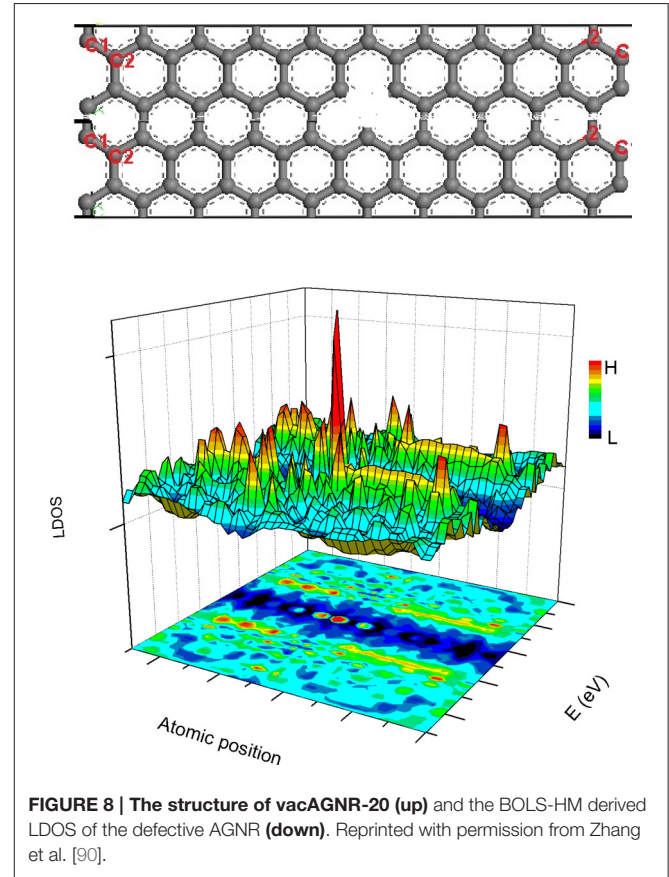 C1
C2
2
C
C1
C2
2
C
H
L
LDOS
Atomic position
E (eV)
FIGURE 8 | The structure of vacAGNR-20 (up) and the BOLS-HM derived
LDOS of the defective AGNR (down). Reprinted with permission from Zhang
et al. [90].